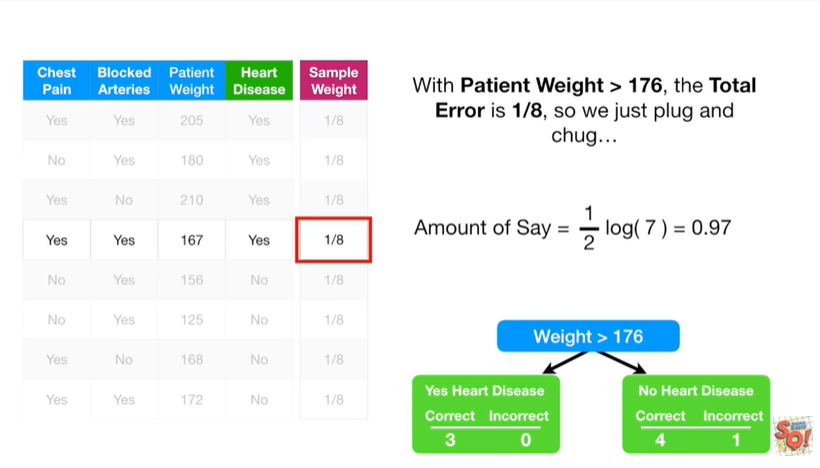 Chest Pain Blocked Arteries Patient Weight Heart Disease Sample Weight
Yes Yes 205 Yes 1/8
No Yes 180 Yes 1/8
Yes No 210 Yes 1/8
Yes Yes 167 Yes 1/8
No Yes 156 No 1/8
No Yes 125 No 1/8
Yes No 168 No 1/8
Yes Yes 172 No 1/8
With Patient Weight > 176, the Total
Error is 1/8, so we just plug and
chug...
Amount of Say = 1/2 log( 7 ) = 0.97
Weight > 176
Yes Heart Disease
Correct Incorrect
3 0
No Heart Disease
Correct Incorrect
4 1
SQ!